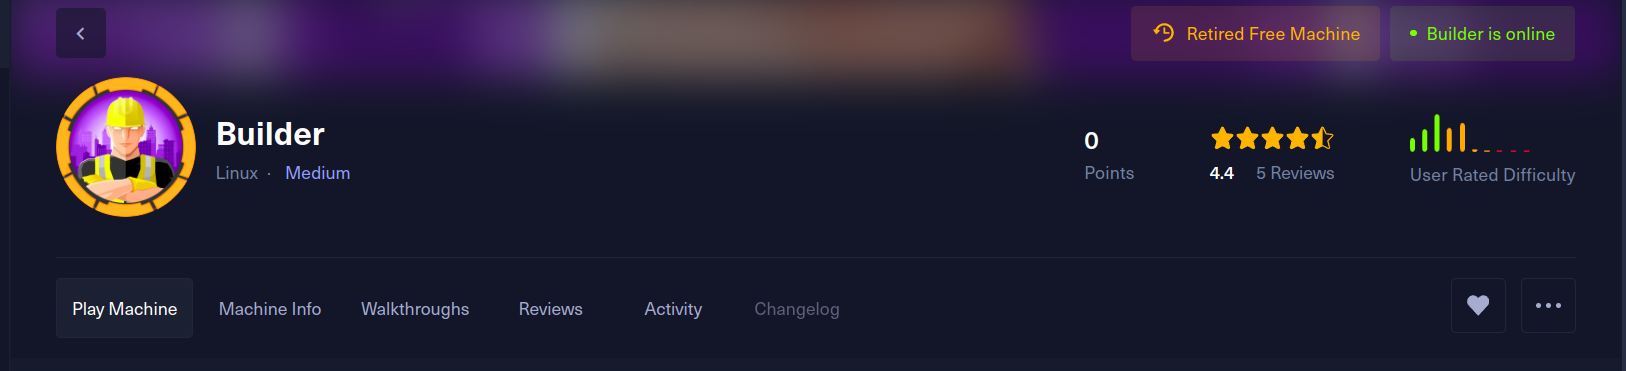 Retired Free Machine
Builder is online
Builder
Linux · Medium
0
Points
4.4 5 Reviews
User Rated Difficulty
Play Machine Machine Info Walkthroughs Reviews Activity Changelog